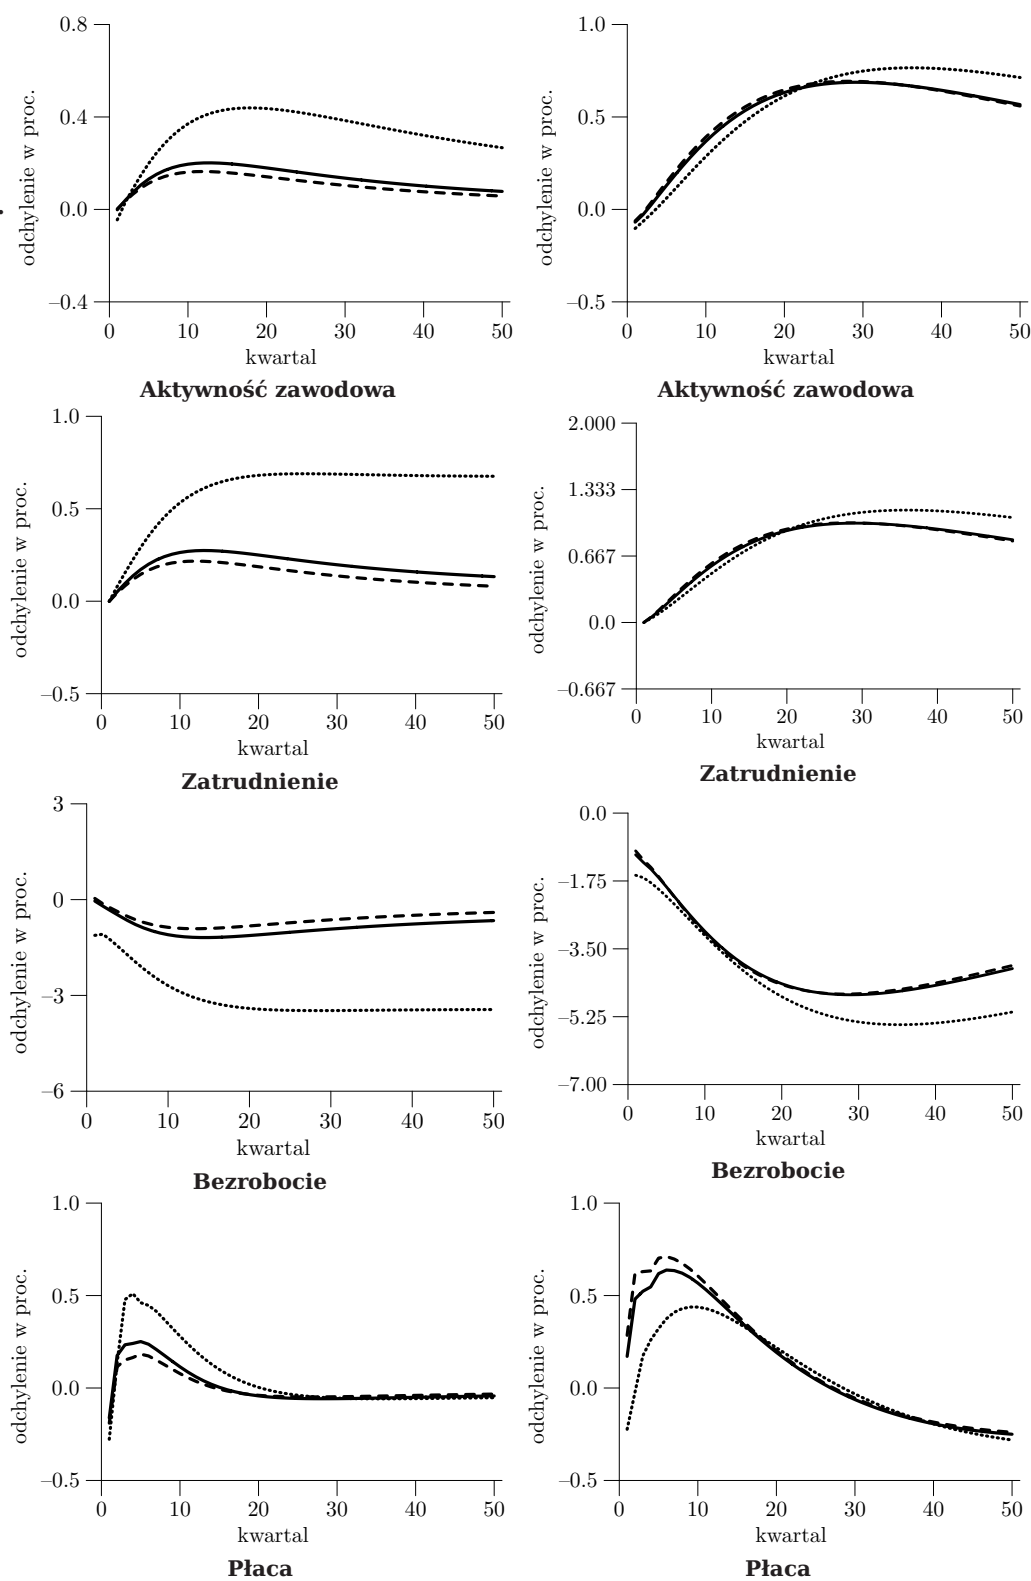 0.8
0.4
0.0
–0.4
odchylenie w proc.
0 10 20 30 40 50
kwartal
Aktywność zawodowa
1.0
0.5
0.0
–0.5
odchylenie w proc.
0 10 20 30 40 50
kwartal
Aktywność zawodowa
1.0
0.5
0.0
–0.5
odchylenie w proc.
0 10 20 30 40 50
kwartal
Zatrudnienie
2.000
1.333
0.667
0.0
–0.667
odchylenie w proc.
0 10 20 30 40 50
kwartal
Zatrudnienie
3
0
–3
–6
odchylenie w proc.
0 10 20 30 40 50
kwartal
Bezrobocie
0.0
–1.75
–3.50
–5.25
–7.00
odchylenie w proc.
0 10 20 30 40 50
kwartal
Bezrobocie
1.0
0.5
0.0
–0.5
odchylenie w proc.
0 10 20 30 40 50
kwartal
Płaca
1.0
0.5
0.0
–0.5
odchylenie w proc.
0 10 20 30 40 50
kwartal
Płaca